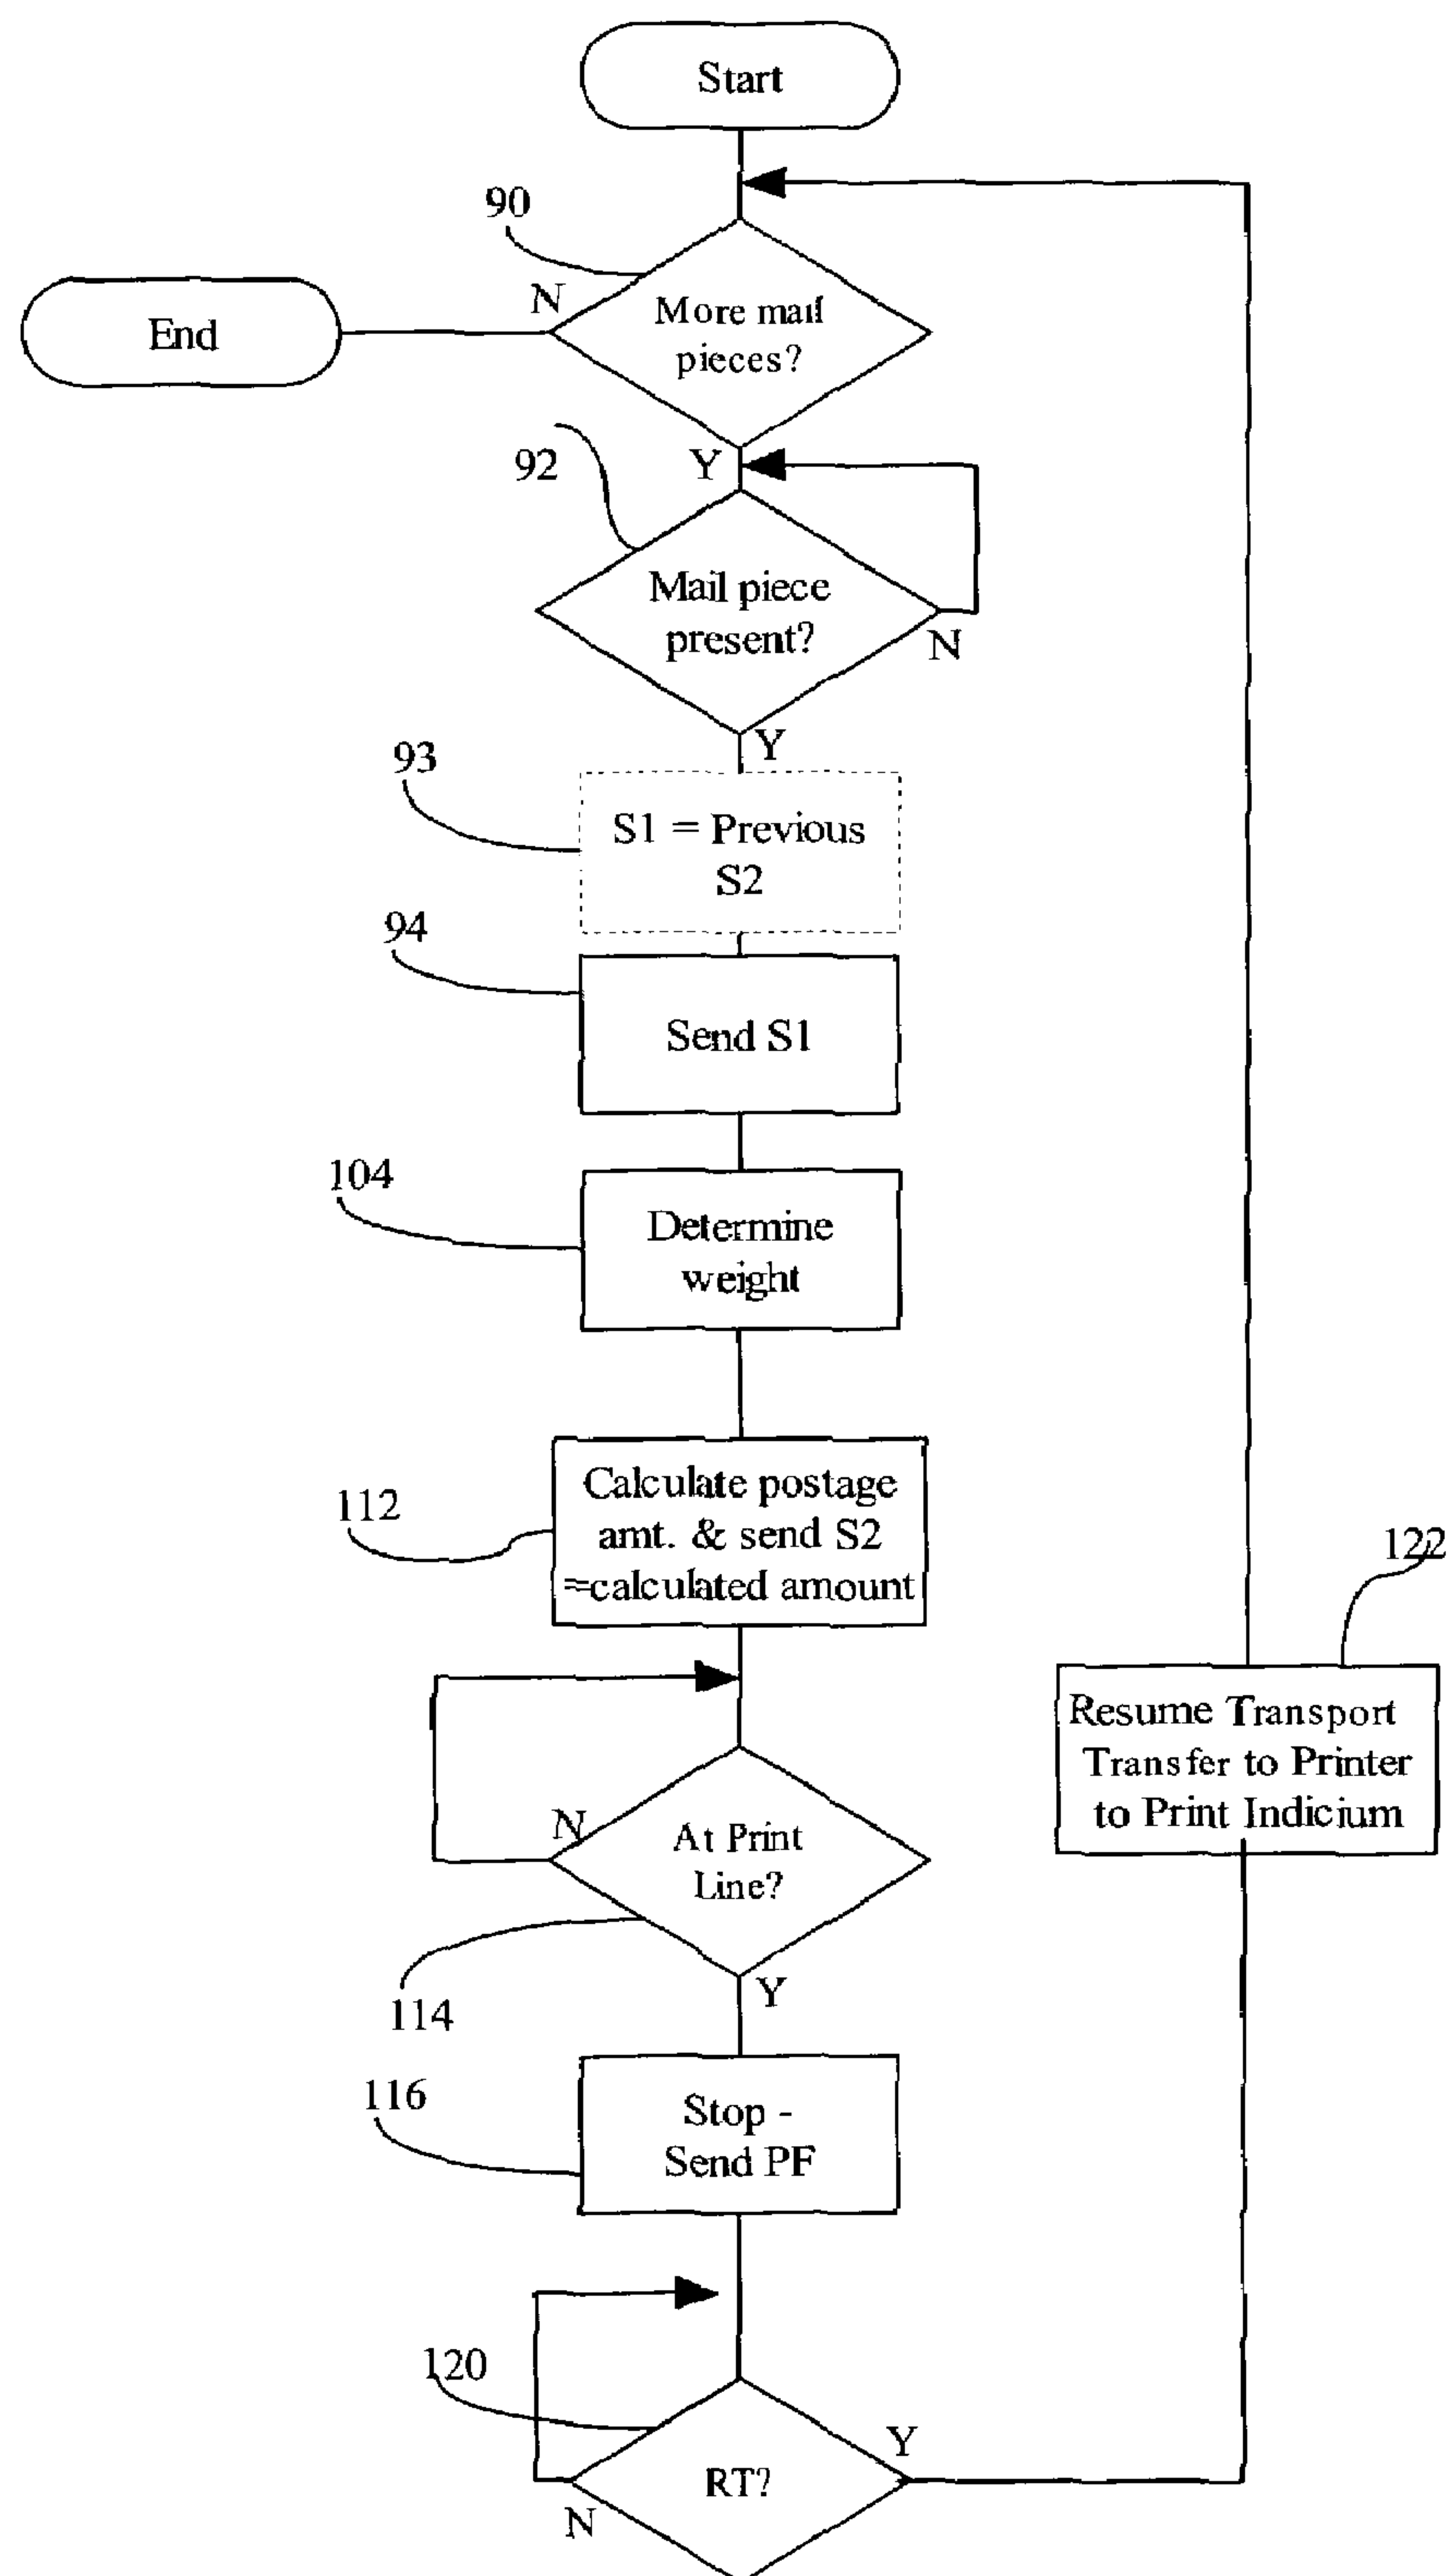 Start
90
N
End
More mail
pieces?
Y
92
Mail piece
present?
N
Y
93
S1 = Previous
S2
94
Send S1
104
Determine
weight
112
Calculate postage
amt. & send S2
=calculated amount
122
Resume Transport
Transfer to Printer
to Print Indicium
N
At Print
Line?
114
Y
116
Stop -
Send PF
120
Y
RT?
N